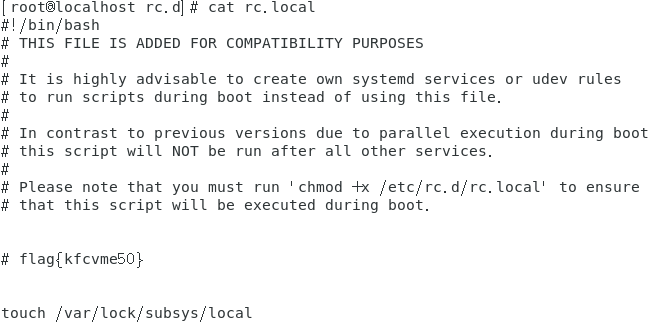 [root@localhost rc.d]# cat rc.local
#!/bin/bash
# THIS FILE IS ADDED FOR COMPATIBILITY PURPOSES
#
# It is highly advisable to create own systemd services or udev rules
# to run scripts during boot instead of using this file.
#
# In contrast to previous versions due to parallel execution during boot
# this script will NOT be run after all other services.
#
# Please note that you must run 'chmod +x /etc/rc.d/rc.local' to ensure
# that this script will be executed during boot.
# flag{kfcvme50}
touch /var/lock/subsys/local